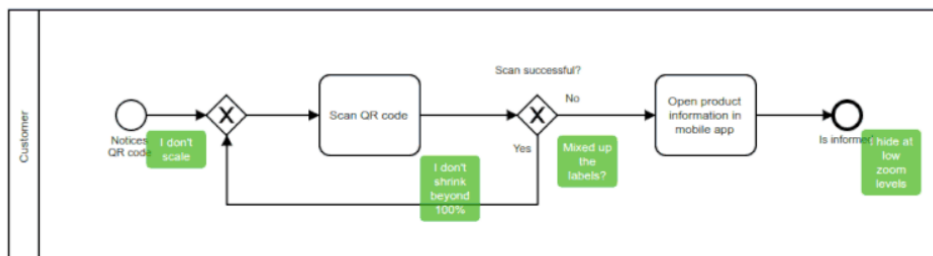 Customer
Notices
QR code
I don't
scale
Scan QR code
I don't
shrink
beyond
100%
Scan successful?
No
Yes
Mixed up
the
labels?
Open product
information in
mobile app
Is informed
I hide at
low
zoom
levels